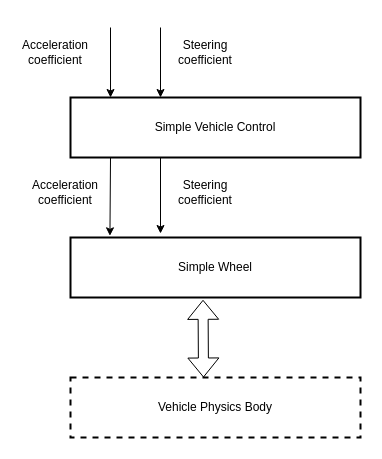 Acceleration
coefficient
Steering
coefficient
Simple Vehicle Control
Acceleration
coefficient
Steering
coefficient
Simple Wheel
Vehicle Physics Body